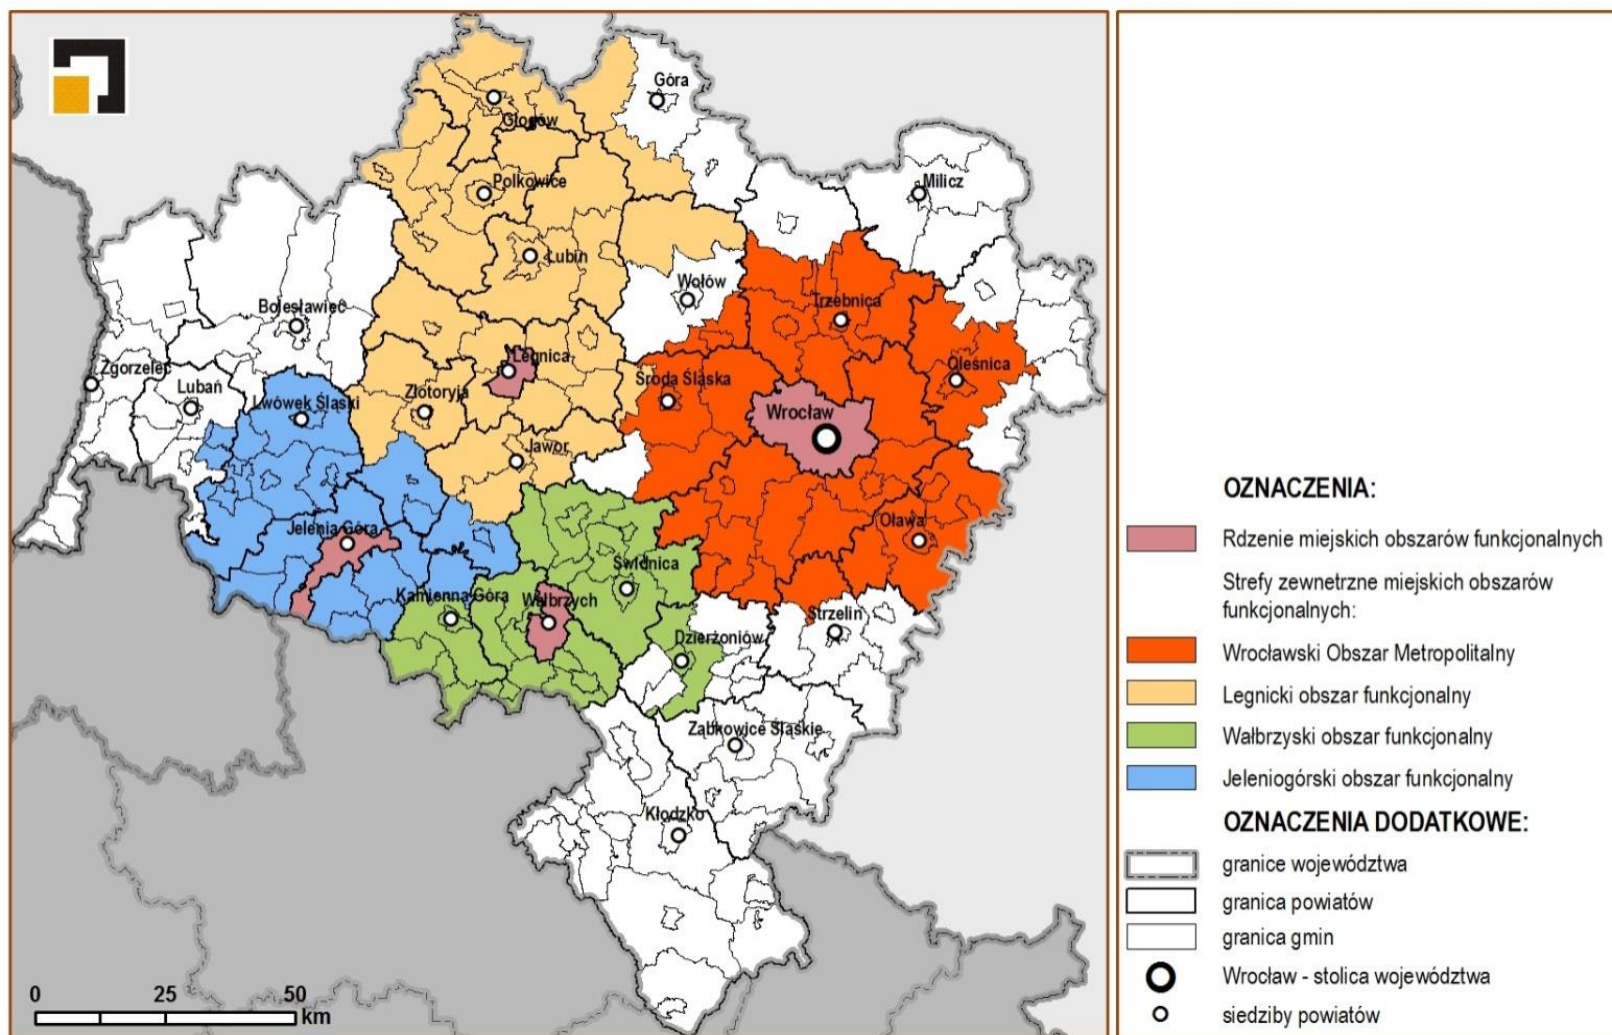 Góra
Głogów
Polkowice
Milicz
Lubin
Wołów
Bolesławiec
Trzebnica
Zgorzelec
Legnica
Lubań
Środa Śląska
Oleśnica
Lwówek Śląski
Złotoryja
Wrocław
Jawor
Jelenia Góra
Oława
Świdnica
Kamienna Góra
Wałbrzych
Strzelin
Dzierżoniów
Ząbkowice Śląskie
Kłodzko
0 25 50
km
OZNACZENIA:
Rdzenie miejskich obszarów funkcjonalnych
Strefy zewnetrzne miejskich obszarów
funkcjonalnych:
Wrocławski Obszar Metropolitalny
Legnicki obszar funkcjonalny
Wałbrzyski obszar funkcjonalny
Jeleniogórski obszar funkcjonalny
OZNACZENIA DODATKOWE:
granice województwa
granica powiatów
granica gmin
Wrocław - stolica województwa
siedziby powiatów